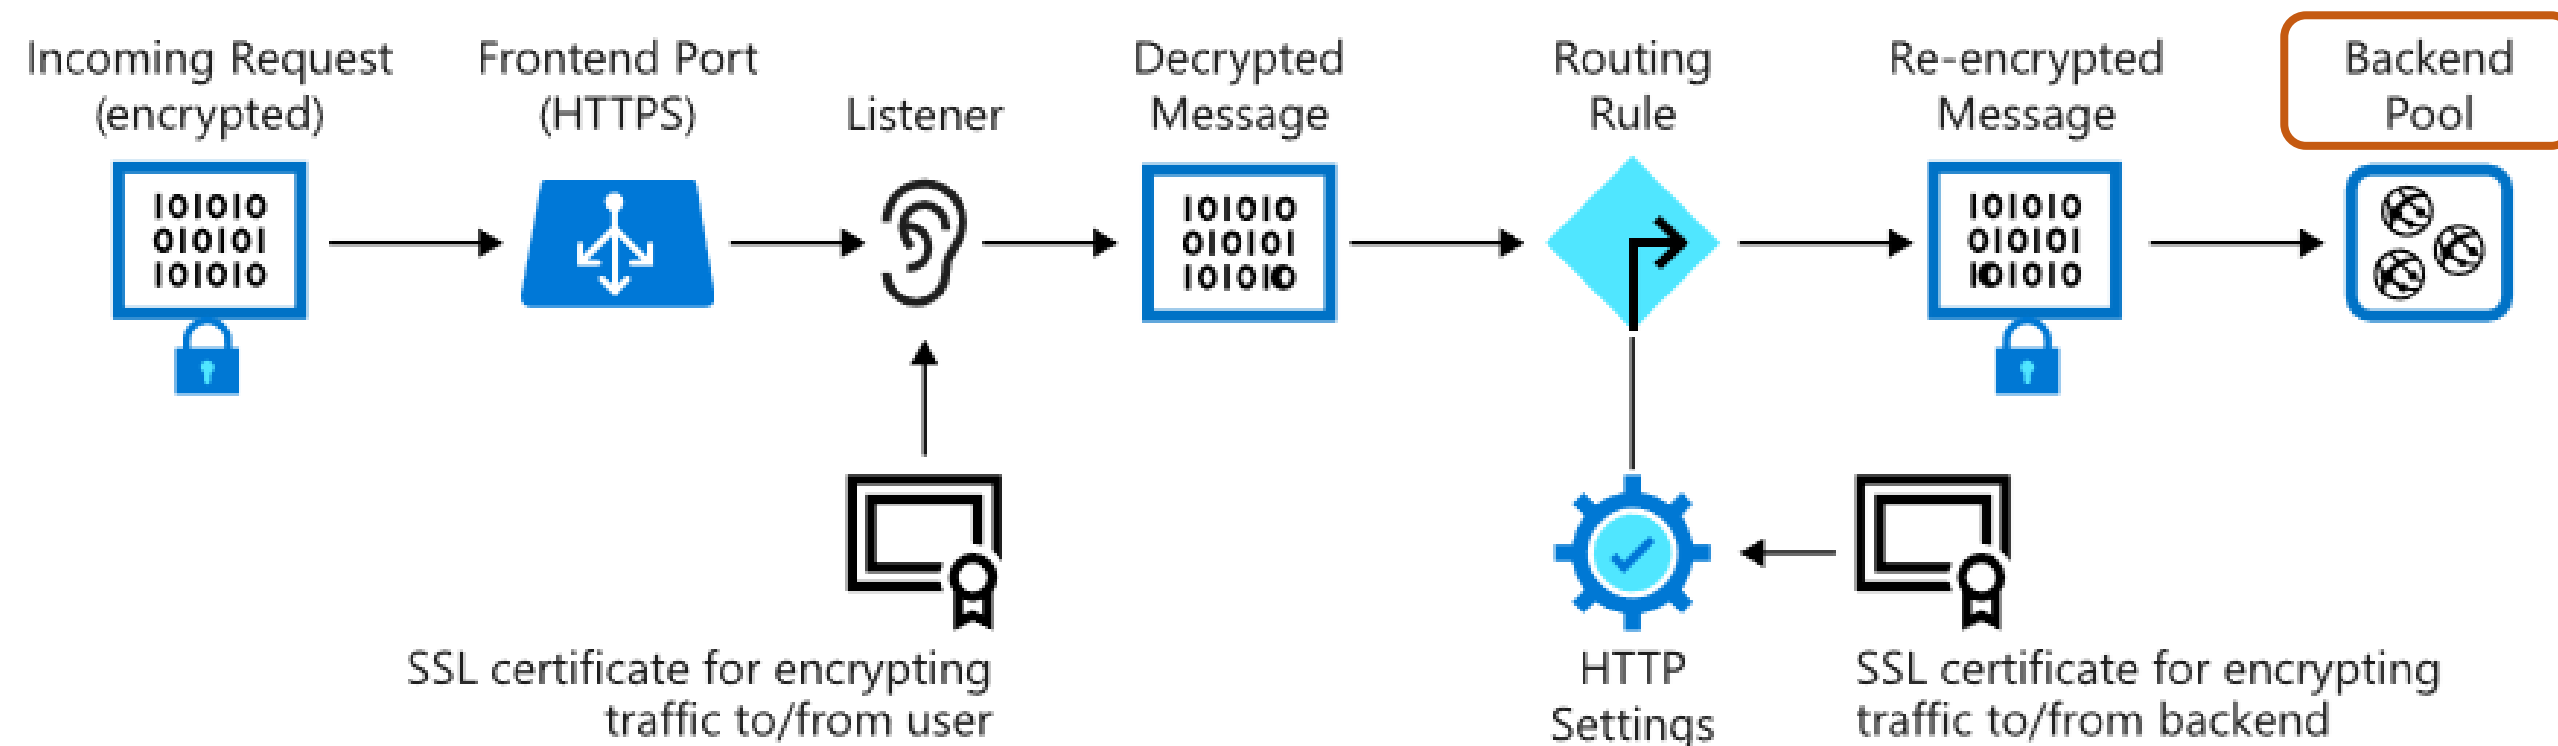 Incoming Request
(encrypted)
Frontend Port
(HTTPS)
Listener
Decrypted
Message
Routing
Rule
Re-encrypted
Message
Backend
Pool
101010
010101
101010
101010
010101
101010
101010
010101
101010
SSL certificate for encrypting
traffic to/from user
HTTP
Settings
SSL certificate for encrypting
traffic to/from backend